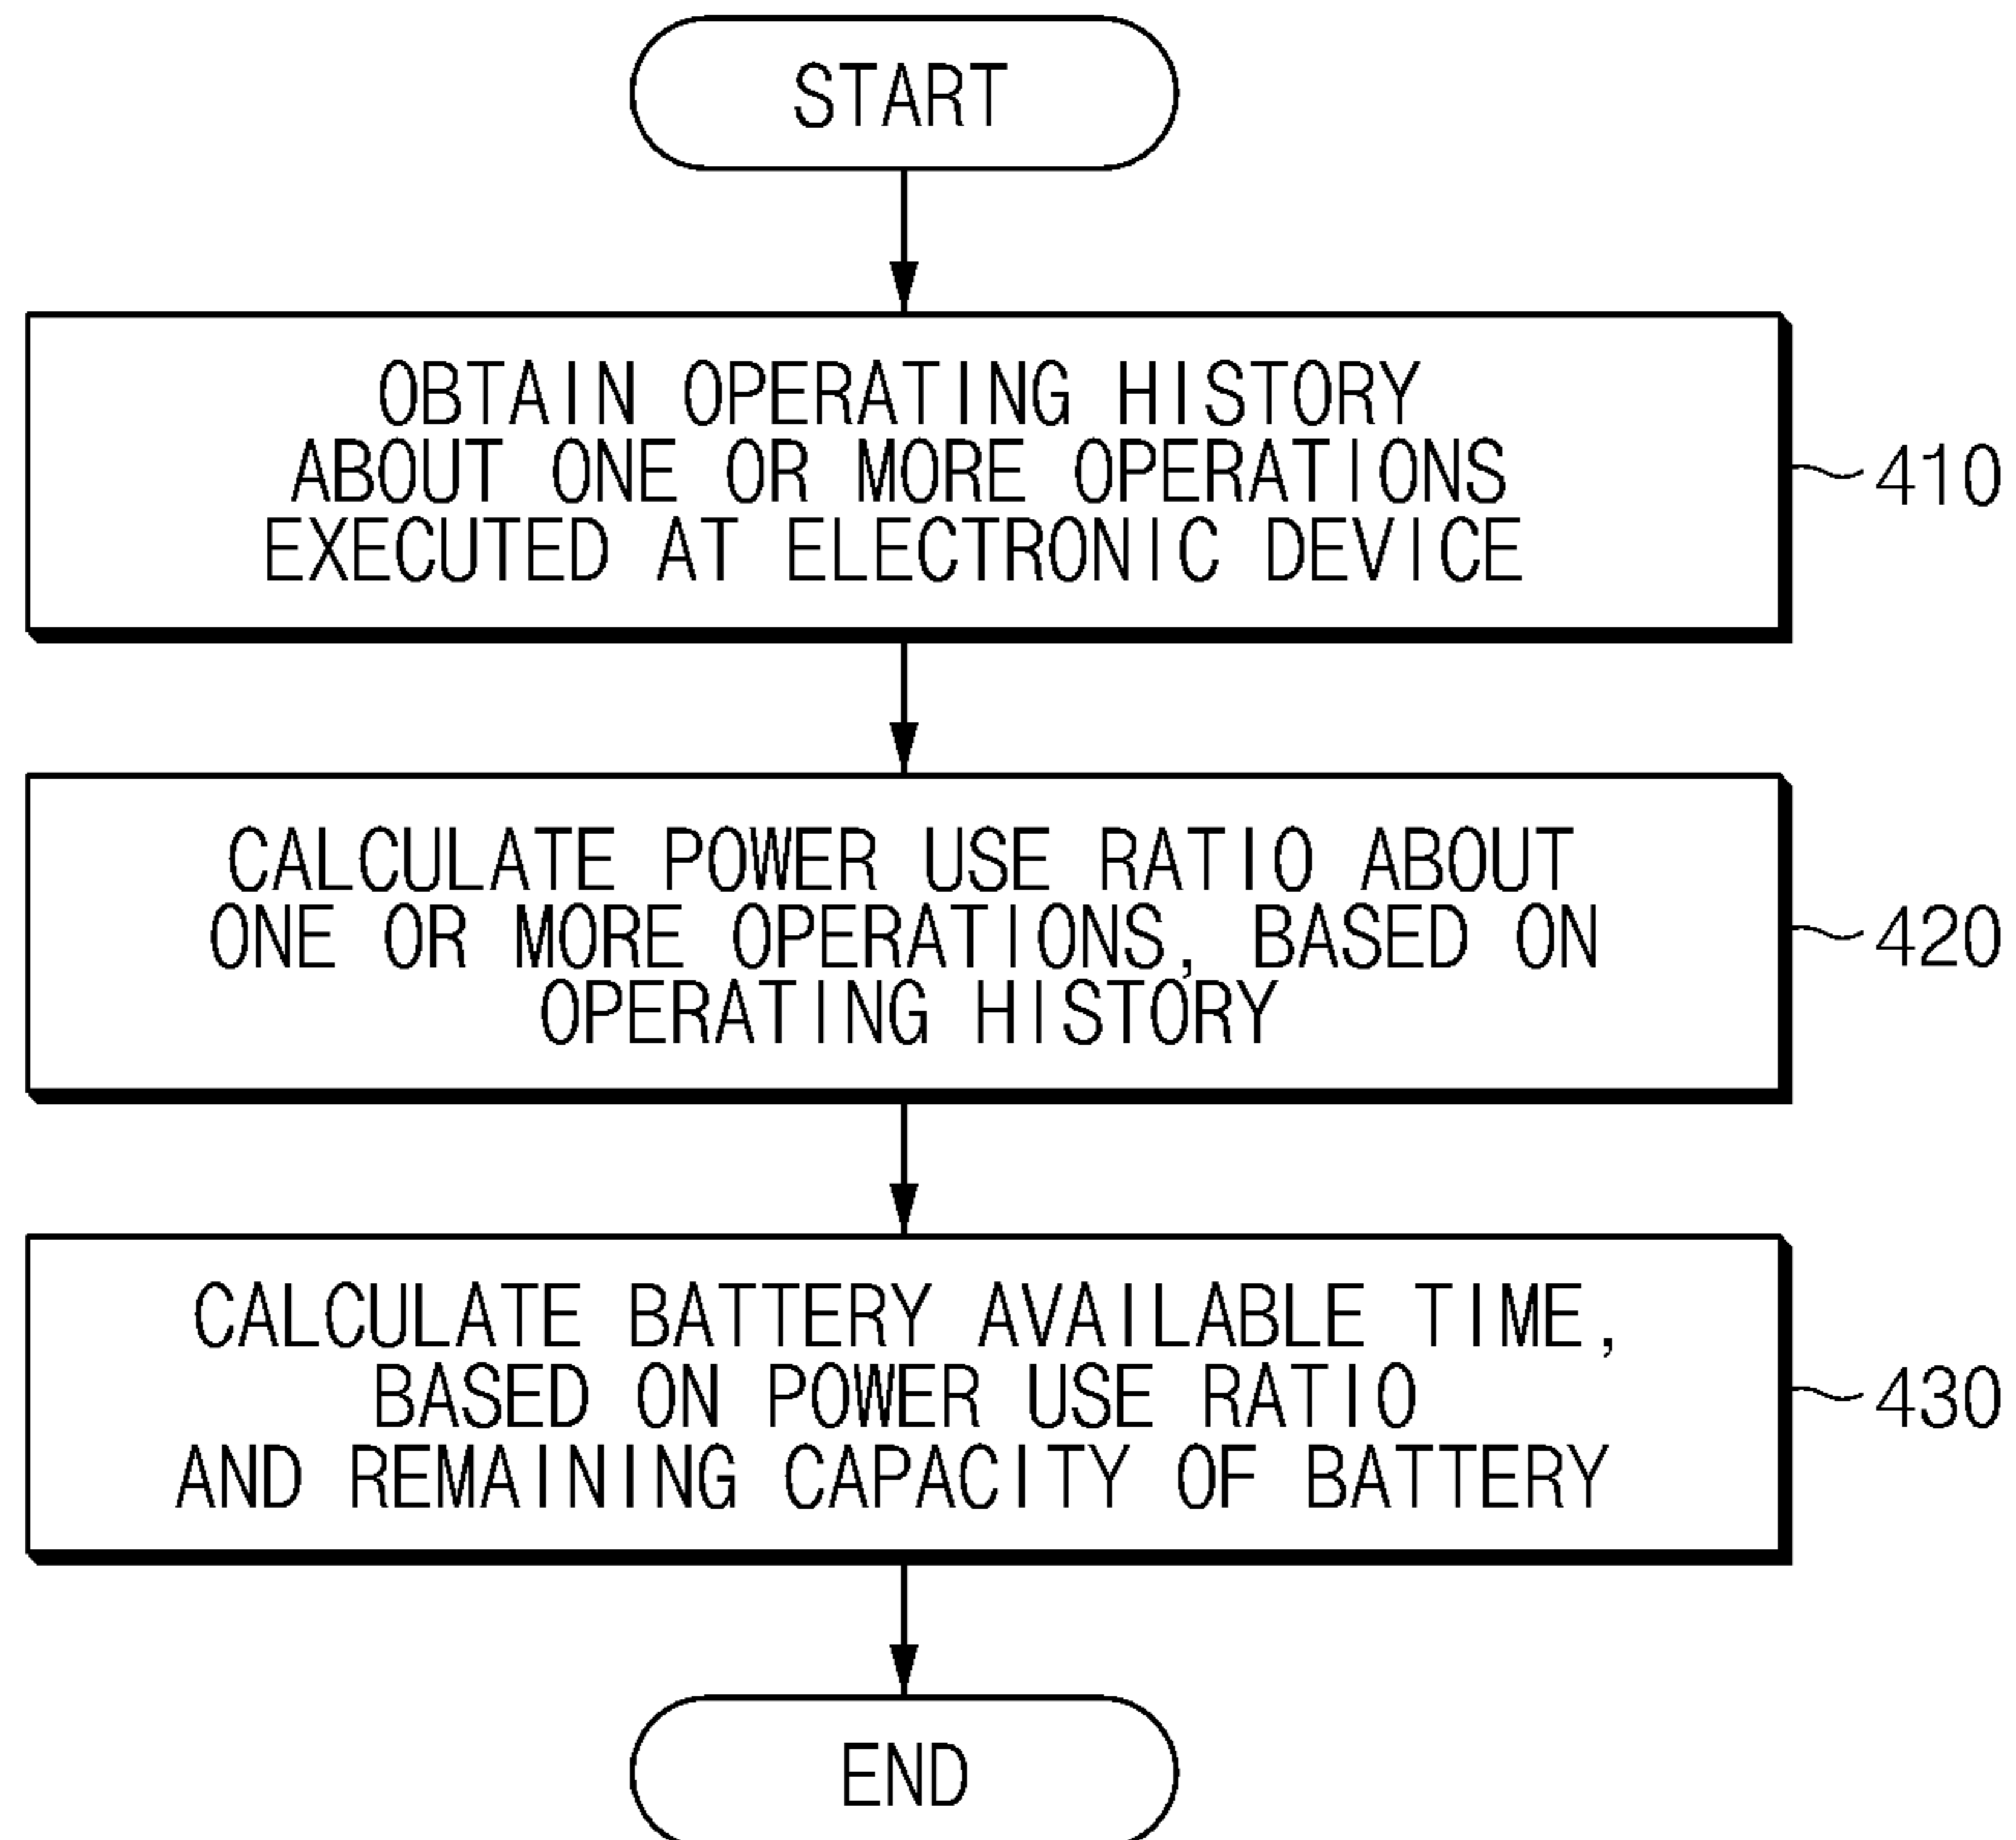 START
OBTAIN OPERATING HISTORY
ABOUT ONE OR MORE OPERATIONS
EXECUTED AT ELECTRONIC DEVICE
410
CALCULATE POWER USE RATIO ABOUT
ONE OR MORE OPERATIONS, BASED ON
OPERATING HISTORY
420
CALCULATE BATTERY AVAILABLE TIME,
BASED ON POWER USE RATIO
AND REMAINING CAPACITY OF BATTERY
430
END